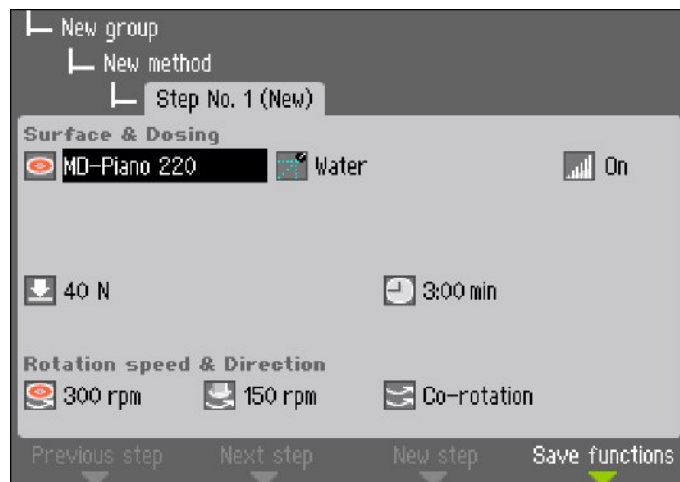 New group
New method
Step No. 1 (New)
Surface & Dosing
MD-Piano 220 Water On
40 N 3:00 min
Rotation speed & Direction
300 rpm 150 rpm Co-rotation
Previous step Next step New step Save functions